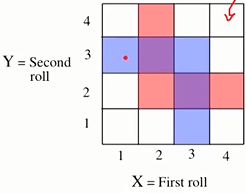 4
3
Y = Second
roll
2
1
1 2 3 4
X = First roll